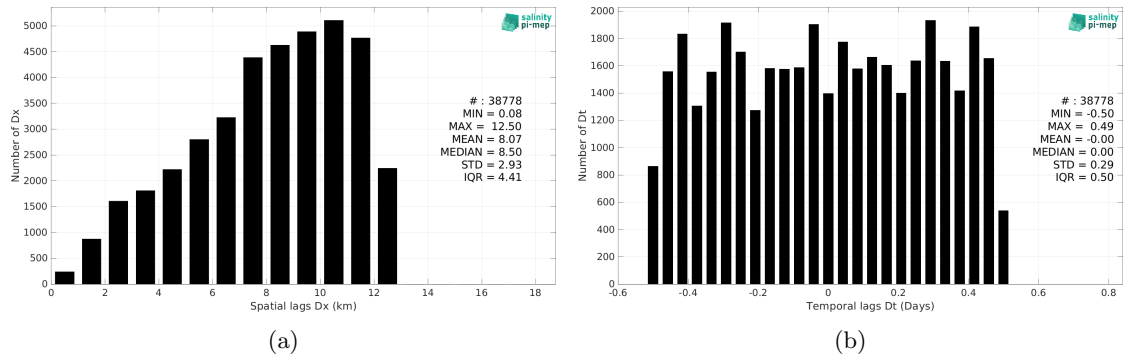 5000
4500
4000
3500
3000
2500
2000
1500
1000
500
0
Number of Dx
0 2 4 6 8 10 12 14 16 18
Spatial lags Dx (km)
salinity
pi-mep
# : 38778
MIN = 0.08
MAX = 12.50
MEAN = 8.07
MEDIAN = 8.50
STD = 2.93
IQR = 4.41
(a)
2000
1800
1600
1400
1200
1000
800
600
400
200
0
Number of Dt
-0.6 -0.4 -0.2 0 0.2 0.4 0.6 0.8
Temporal lags Dt (Days)
salinity
pi-mep
# : 38778
MIN = -0.50
MAX = 0.49
MEAN = -0.00
MEDIAN = 0.00
STD = 0.29
IQR = 0.50
(b)